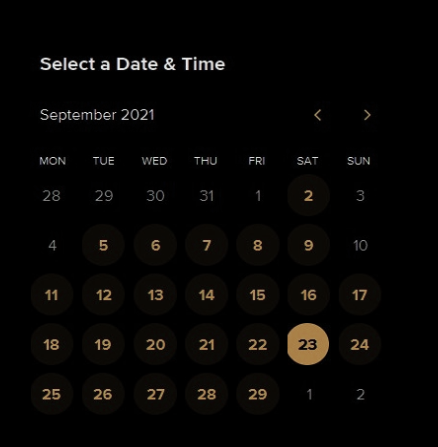 Select a Date & Time
September 2021 < >
MON TUE WED THU FRI SAT SUN
28 29 30 31 1 2 3
4 5 6 7 8 9 10
11 12 13 14 15 16 17
18 19 20 21 22 23 24
25 26 27 28 29 1 2